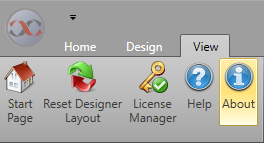 Home Design View
Start Reset Designer License Help About
Page Layout Manager